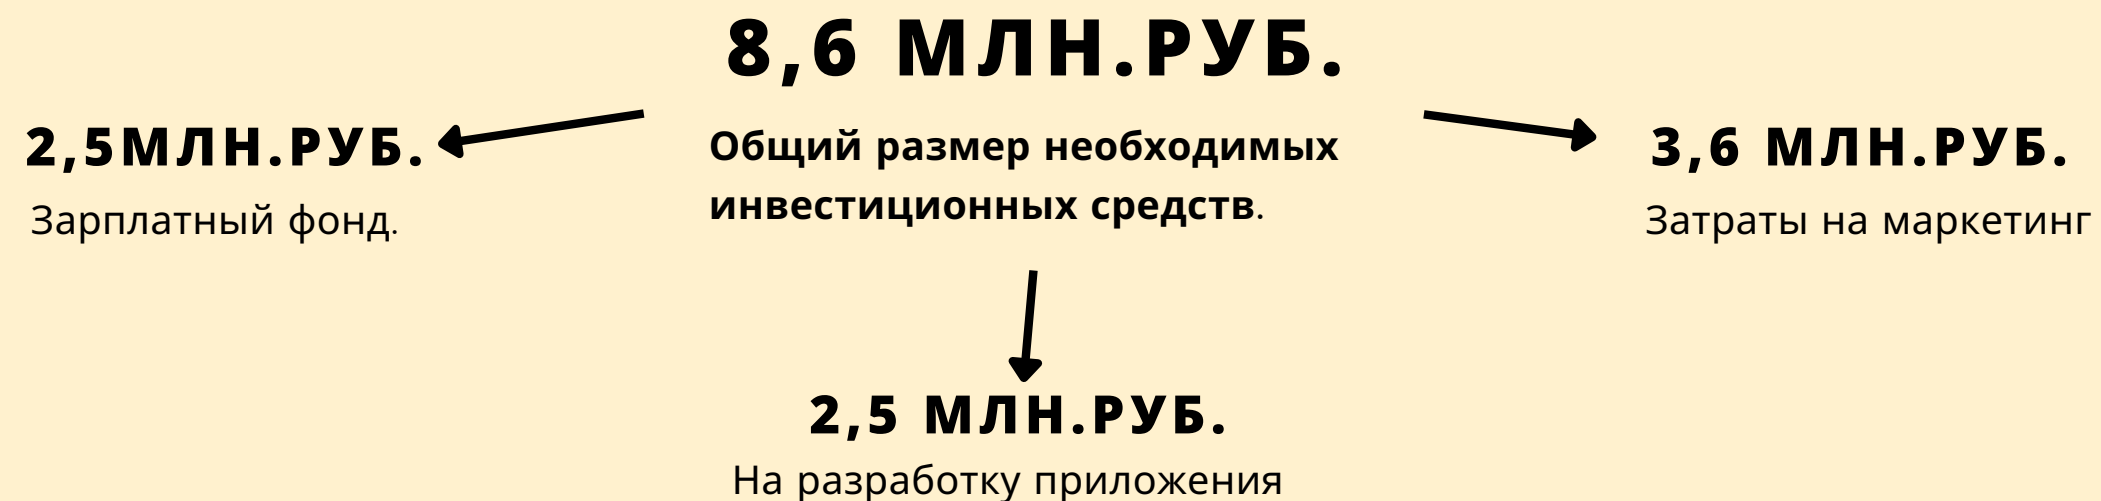 8,6 МЛН.РУБ.
Общий размер необходимых
инвестиционных средств.
2,5МЛН.РУБ.
Зарплатный фонд.
3,6 МЛН.РУБ.
Затраты на маркетинг
2,5 МЛН.РУБ.
На разработку приложения